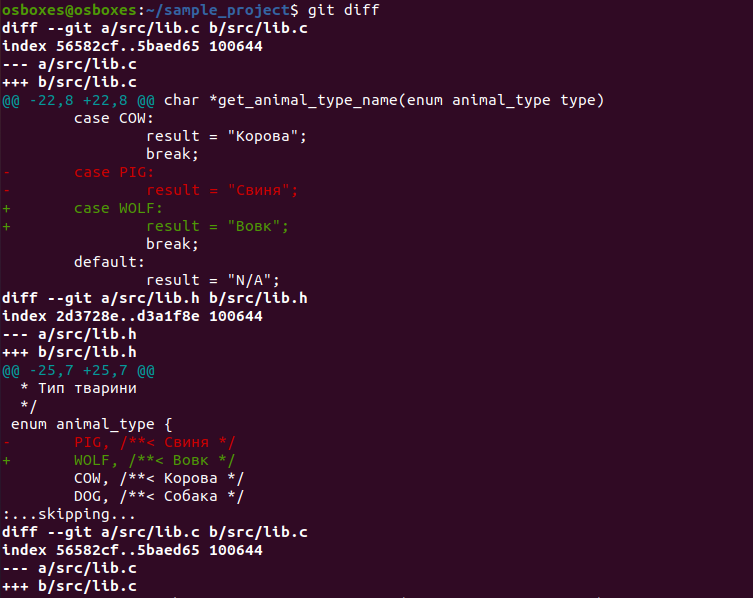 osboxes@osboxes:~/sample_project$ git diff
diff --git a/src/lib.c b/src/lib.c
index 56582cf..5baed65 100644
--- a/src/lib.c
+++ b/src/lib.c
@@ -22,8 +22,8 @@ char *get_animal_type_name(enum animal_type type)
        case COW:
                result = "Корова";
                break;
-       case PIG:
-               result = "Свиня";
+       case WOLF:
+               result = "Вовк";
                break;
        default:
                result = "N/A";
diff --git a/src/lib.h b/src/lib.h
index 2d3728e..d3a1f8e 100644
--- a/src/lib.h
+++ b/src/lib.h
@@ -25,7 +25,7 @@
  * Тип тварини
  */
 enum animal_type {
-       PIG, /**< Свиня */
+       WOLF, /**< Вовк */
        COW, /**< Корова */
        DOG, /**< Собака */
:...skipping...
diff --git a/src/lib.c b/src/lib.c
index 56582cf..5baed65 100644
--- a/src/lib.c
+++ b/src/lib.c